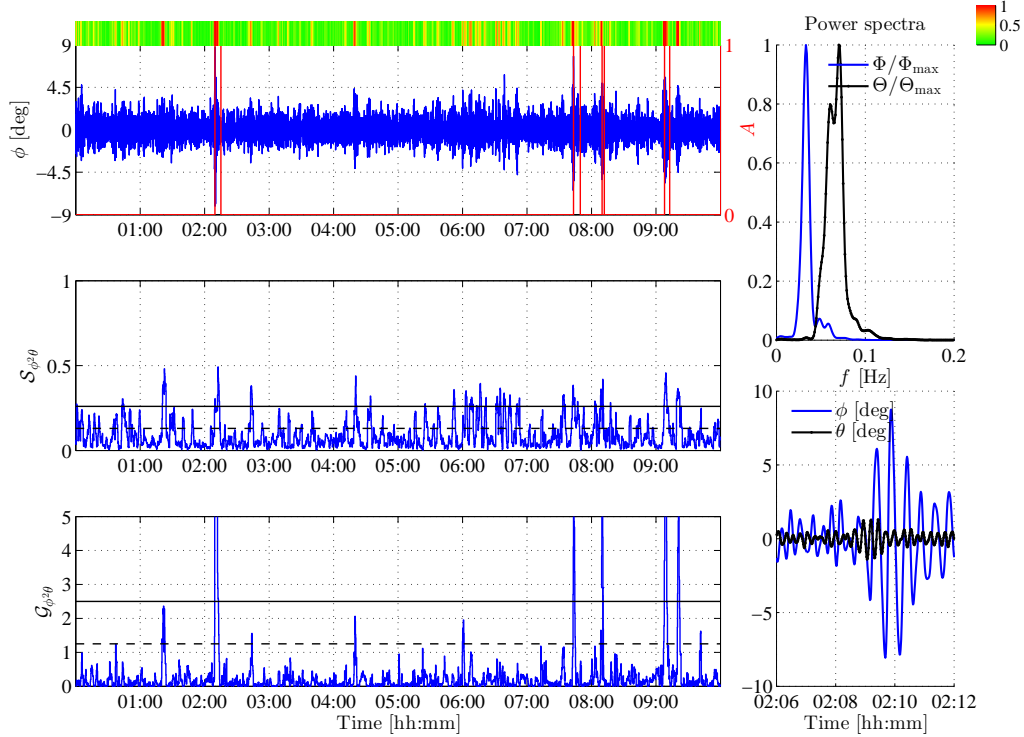 9
4.5
0
−4.5
−9
ϕ [deg]
1
0
A
01:00 02:00 03:00 04:00 05:00 06:00 07:00 08:00 09:00
1
0.5
0
Power spectra
Φ/Φmax
Θ/Θmax
1
0.8
0.6
0.4
0.2
0
0 0.1 0.2
f [Hz]
1
0.5
0
S_ϕ²θ
01:00 02:00 03:00 04:00 05:00 06:00 07:00 08:00 09:00
5
4
3
2
1
0
G_ϕ²θ
01:00 02:00 03:00 04:00 05:00 06:00 07:00 08:00 09:00
Time [hh:mm]
ϕ [deg]
θ [deg]
10
5
0
−5
−10
02:06 02:08 02:10 02:12
Time [hh:mm]